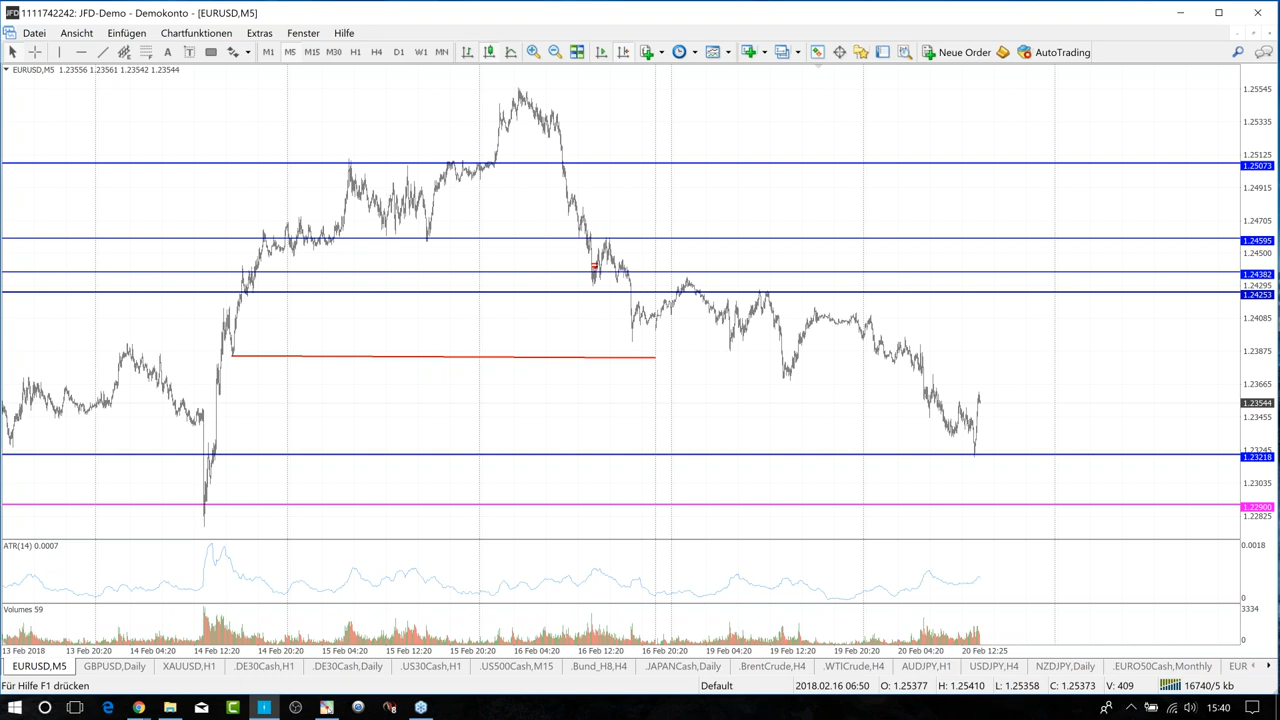 1111742242: JFD-Demo - Demokonto - [EURUSD,M5]
Datei Ansicht Einfügen Chartfunktionen Extras Fenster Hilfe
A T M1 M5 M15 M30 H1 H4 D1 W1 MN Neue Order AutoTrading
EURUSD,M5 1.23556 1.23561 1.23542 1.23544
1.25545
1.25335
1.25125
1.25073
1.24915
1.24705
1.24595
1.24500
1.24382
1.24295
1.24253
1.24085
1.23875
1.23665
1.23544
1.23455
1.23245
1.23218
1.23035
1.22900
1.22825
ATR(14) 0.0007
0.0018
0
Volumes 59
3334
0
13 Feb 2018 13 Feb 20:20 14 Feb 04:20 14 Feb 12:20 14 Feb 20:20 15 Feb 04:20 15 Feb 12:20 15 Feb 20:20 16 Feb 04:20 16 Feb 12:20 16 Feb 20:20 19 Feb 04:20 19 Feb 12:20 19 Feb 20:20 20 Feb 04:20 20 Feb 12:25
EURUSD,M5 GBPUSD,Daily XAUUSD,H1 .DE30Cash,H1 .DE30Cash,Daily .US30Cash,H1 .US500Cash,M15 .Bund_H8,H4 .JAPANCash,Daily .BrentCrude,H4 .WTICrude,H4 AUDJPY,H1 USDJPY,H4 NZDJPY,Daily .EURO50Cash,Monthly EUR
Für Hilfe F1 drücken Default 2018.02.16 06:50 O: 1.25377 H: 1.25410 L: 1.25358 C: 1.25373 V: 409 16740/5 kb
15:40